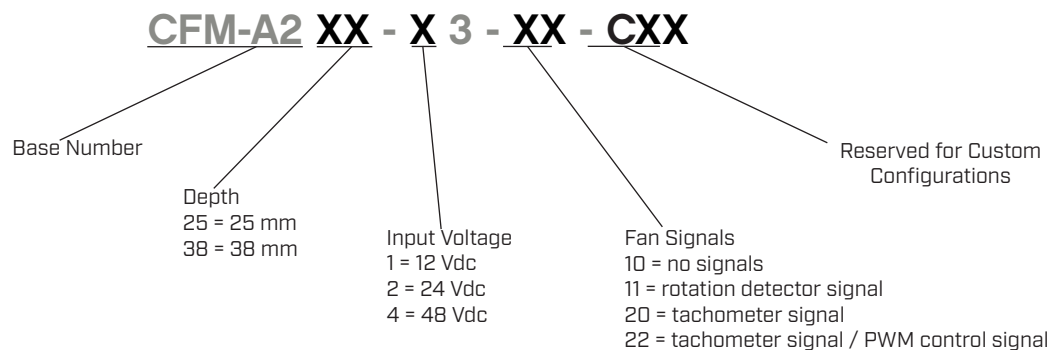 CFM-A2 XX - X 3 - XX - CXX
Base Number
Depth
25 = 25 mm
38 = 38 mm
Input Voltage
1 = 12 Vdc
2 = 24 Vdc
4 = 48 Vdc
Fan Signals
10 = no signals
11 = rotation detector signal
20 = tachometer signal
22 = tachometer signal / PWM control signal
Reserved for Custom
Configurations